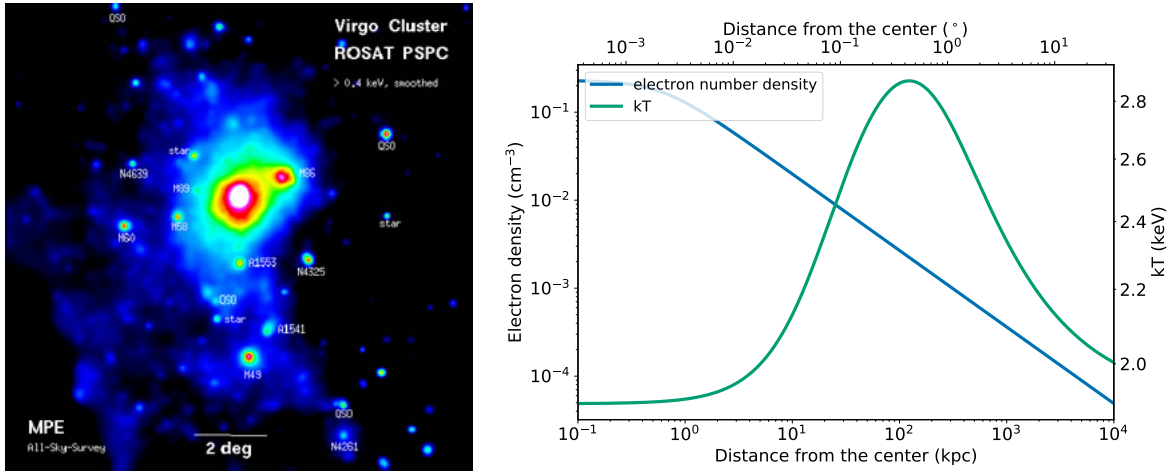 QSO
Virgo Cluster
ROSAT PSPC
> 0.4 keV, smoothed
QSO
star
M86
N4639
M89
star
M58
M60
A1553
N4325
QSO
star
A1541
M49
QSO
MPE
All-Sky-Survey
2 deg
N4261
Distance from the center (°)
10⁻³ 10⁻² 10⁻¹ 10⁰ 10¹
electron number density
kT
Electron density (cm⁻³)
10⁻¹
10⁻²
10⁻³
10⁻⁴
2.8
2.6
2.4
2.2
2.0
kT (keV)
10⁻¹ 10⁰ 10¹ 10² 10³ 10⁴
Distance from the center (kpc)